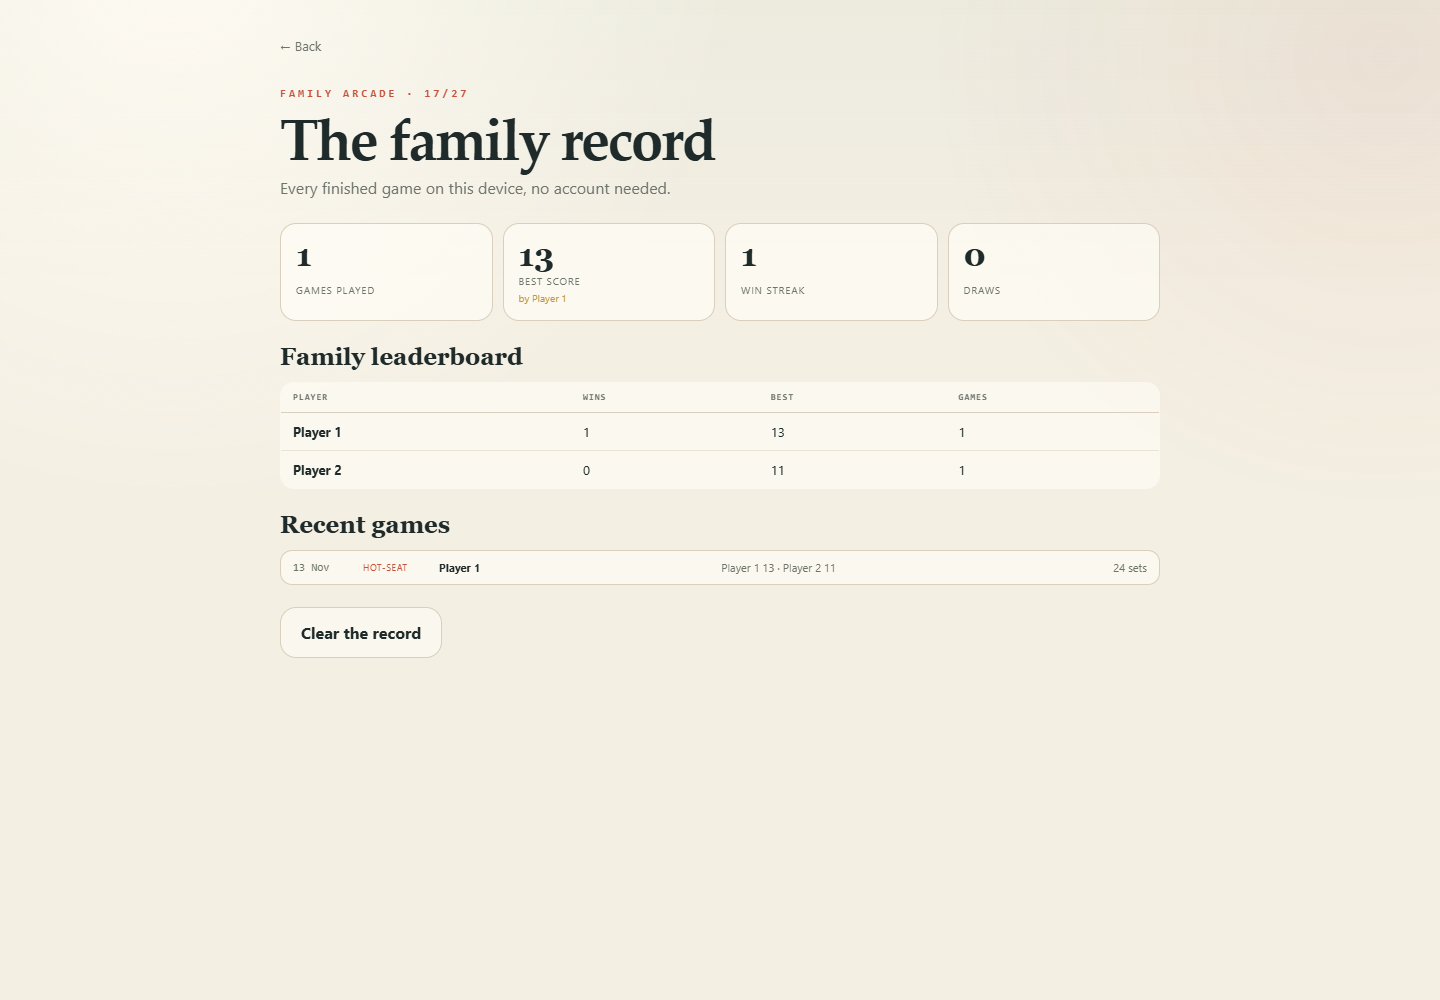 ← Back
FAMILY ARCADE · 17/27
The family record
Every finished game on this device, no account needed.
1
GAMES PLAYED
13
BEST SCORE
by Player 1
1
WIN STREAK
0
DRAWS
Family leaderboard
PLAYER WINS BEST GAMES
Player 1 1 13 1
Player 2 0 11 1
Recent games
13 Nov HOT-SEAT Player 1 Player 1 13 · Player 2 11 24 sets
Clear the record